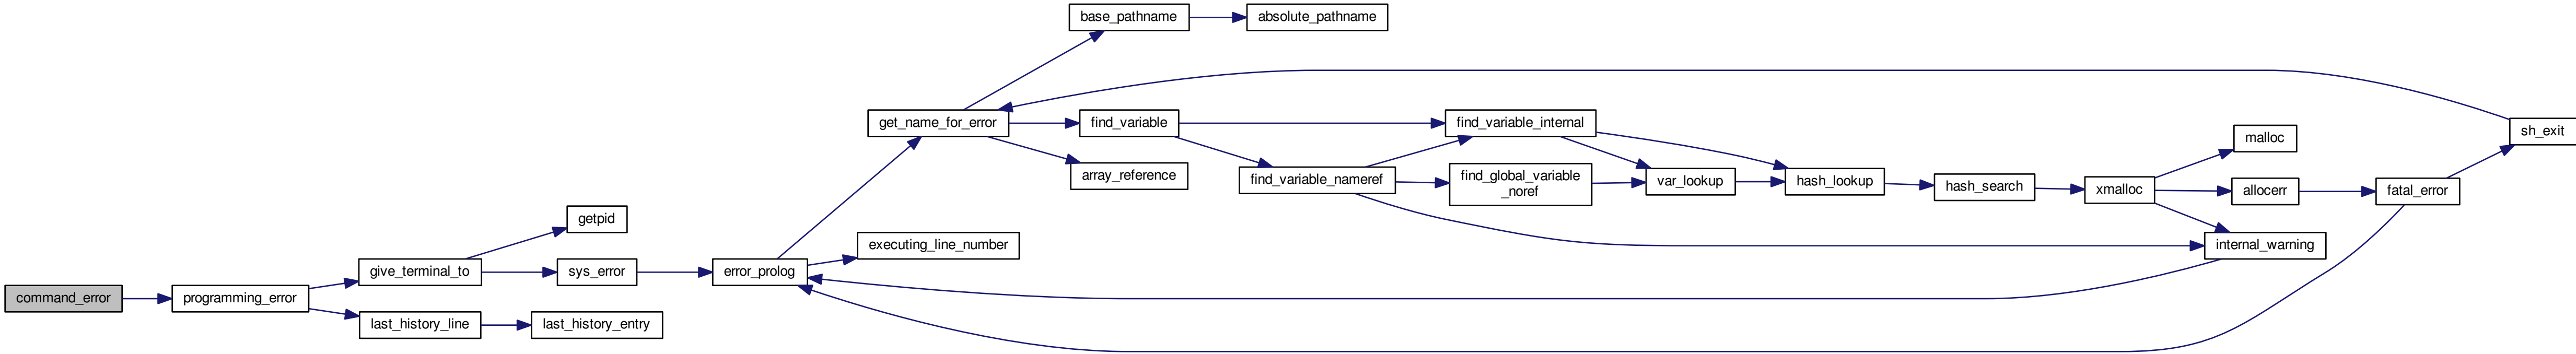 command_error
programming_error
give_terminal_to
getpid
sys_error
last_history_line
last_history_entry
error_prolog
get_name_for_error
executing_line_number
base_pathname
absolute_pathname
find_variable
array_reference
find_variable_nameref
find_variable_internal
find_global_variable
_noref
var_lookup
hash_lookup
hash_search
xmalloc
malloc
allocerr
internal_warning
fatal_error
sh_exit